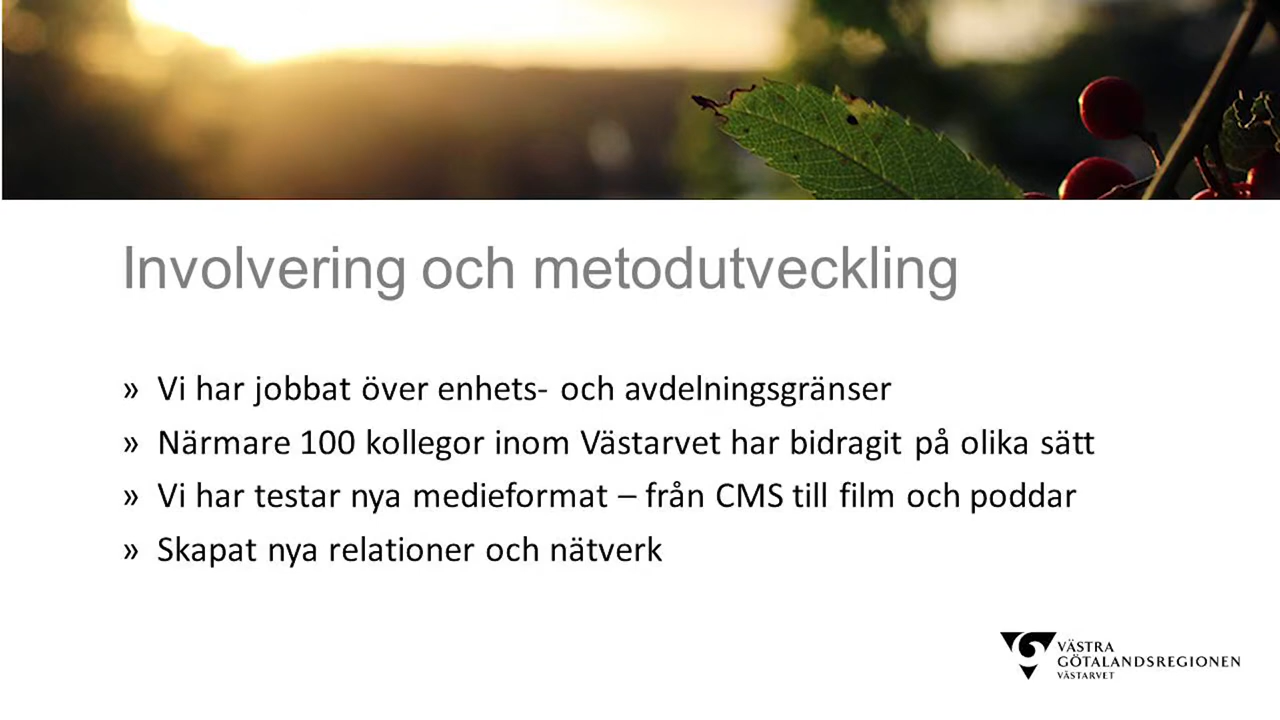 Involvering och metodutveckling
» Vi har jobbat över enhets- och avdelningsgränser
» Närmare 100 kollegor inom Västarvet har bidragit på olika sätt
» Vi har testar nya medieformat – från CMS till film och poddar
» Skapat nya relationer och nätverk
VÄSTRA
GÖTALANDSREGIONEN
VÄSTARVET